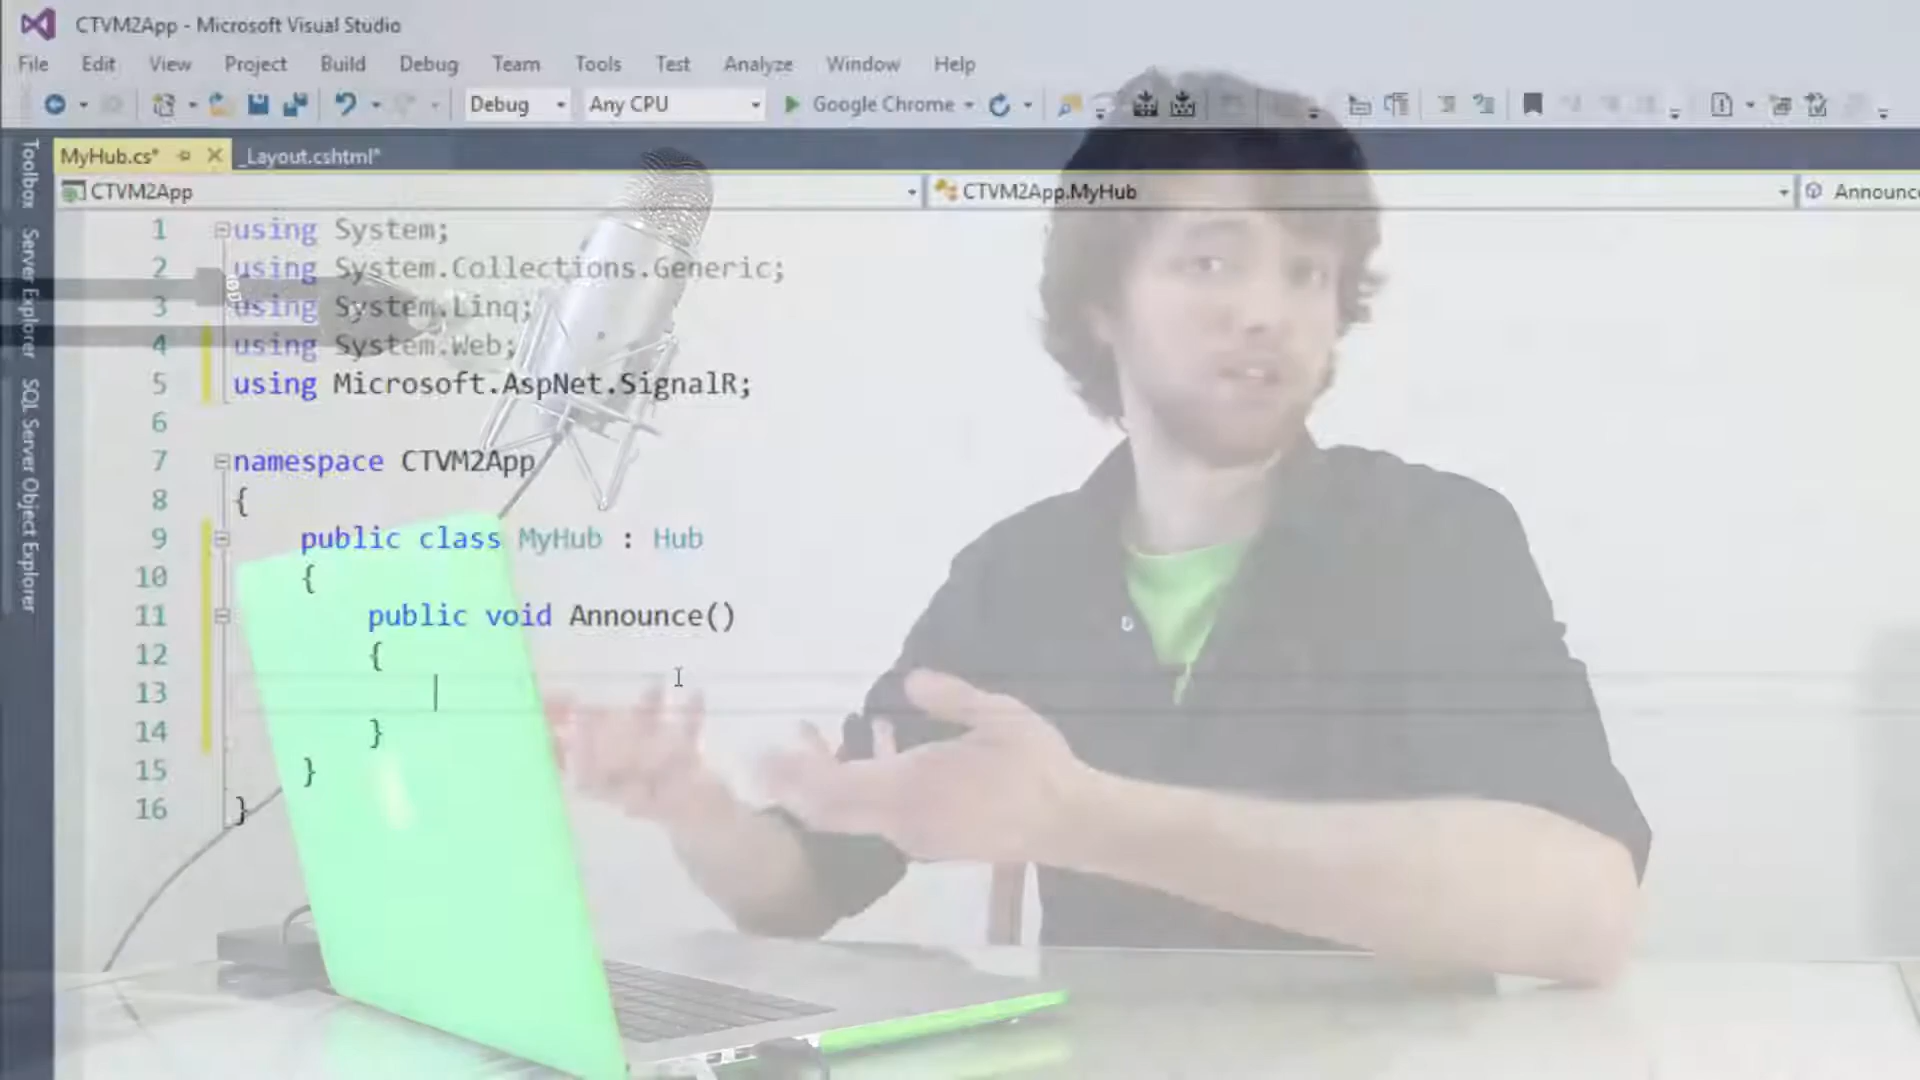 CTVM2App - Microsoft Visual Studio
File Edit View Project Build Debug Team Tools Test Analyze Window Help
Debug Any CPU Google Chrome
MyHub.cs* _Layout.cshtml*
CTVM2App CTVM2App.MyHub Announc
Toolbox
Server Explorer
SQL Server Object Explorer
1 using System;
2 using System.Collections.Generic;
3 using System.Linq;
4 using System.Web;
5 using Microsoft.AspNet.SignalR;
6
7 namespace CTVM2App
8 {
9 public class MyHub : Hub
10 {
11 public void Announce()
12 {
13
14 }
15 }
16 }